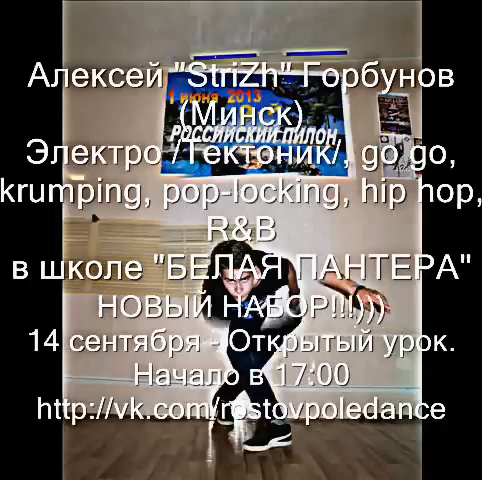 Алексей "StriZh" Горбунов
(Минск)
Электро /Тектоник/, go go,
krumping, pop-locking, hip hop,
R&B
в школе "БЕЛАЯ ПАНТЕРА"
НОВЫЙ НАБОР!!!)))
14 сентября - Открытый урок.
Начало в 17:00
http://vk.com/rostovpoledance
1 июня 2013
РОССИЙСКИЙ ПИЛОН